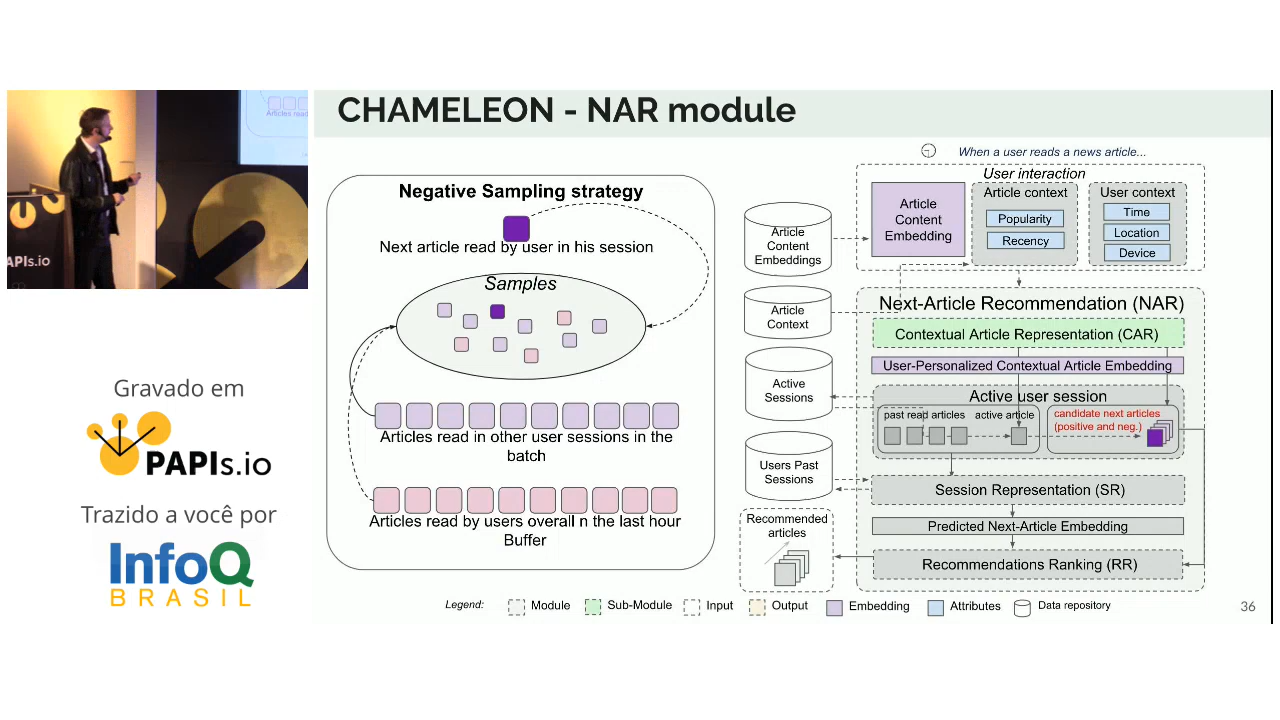 CHAMELEON - NAR module
Articles read
PAPIs.io
Gravado em
PAPIs.io
Trazido a você por
InfoQ
BRASIL
Negative Sampling strategy
Next article read by user in his session
Samples
Articles read in other user sessions in the
batch
Articles read by users overall n the last hour
Buffer
When a user reads a news article...
User interaction
Article
Content
Embedding
Article context
Popularity
Recency
User context
Time
Location
Device
Article
Content
Embeddings
Article
Context
Active
Sessions
Users Past
Sessions
Recommended
articles
Next-Article Recommendation (NAR)
Contextual Article Representation (CAR)
User-Personalized Contextual Article Embedding
Active user session
past read articles
active article
candidate next articles
(positive and neg.)
Session Representation (SR)
Predicted Next-Article Embedding
Recommendations Ranking (RR)
Legend:
Module
Sub-Module
Input
Output
Embedding
Attributes
Data repository
36